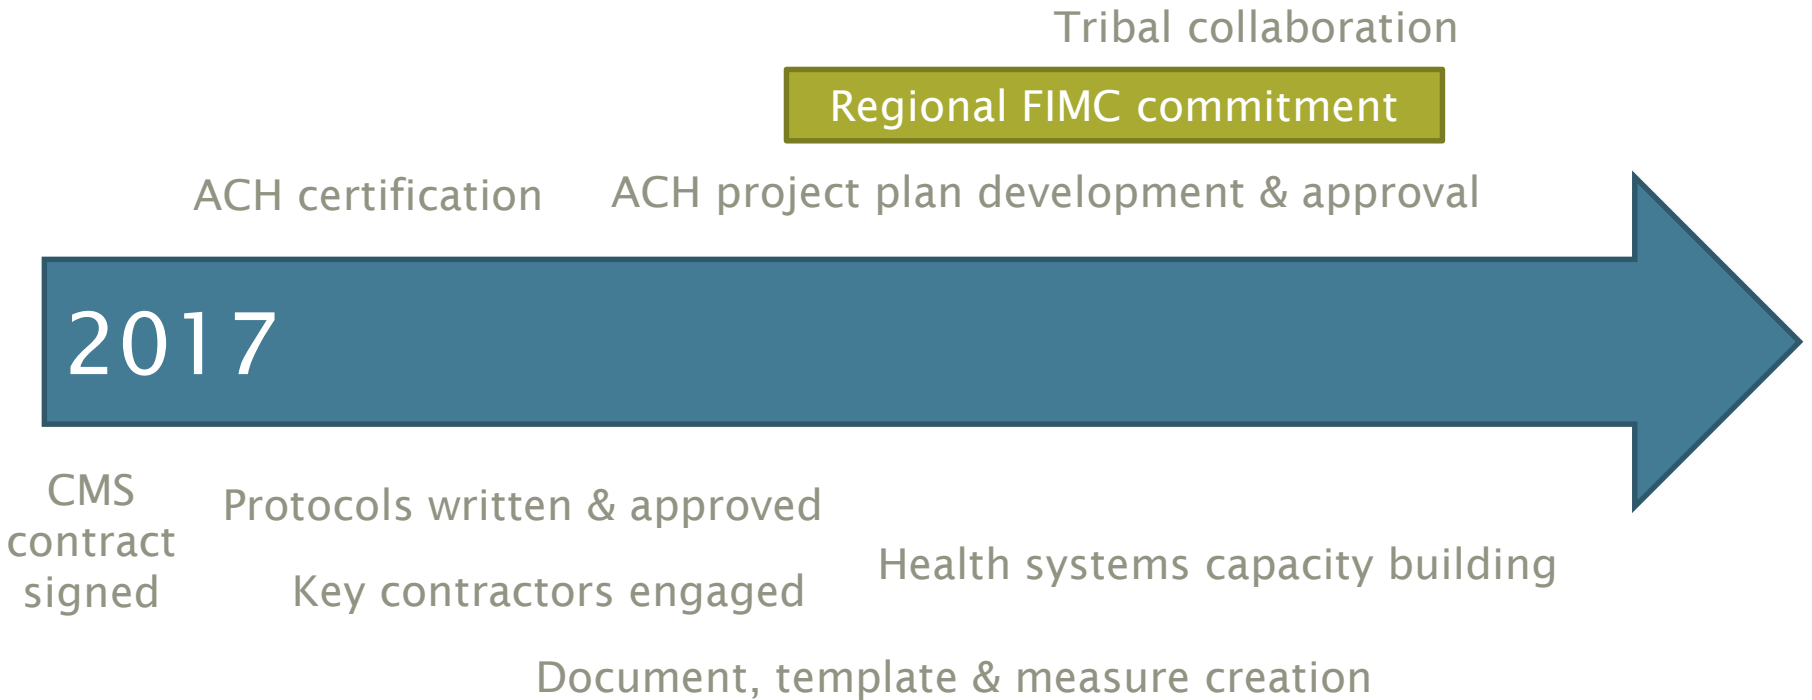 Tribal collaboration
Regional FIMC commitment
ACH certification
ACH project plan development & approval
2017
CMS
contract
signed
Protocols written & approved
Key contractors engaged
Health systems capacity building
Document, template & measure creation